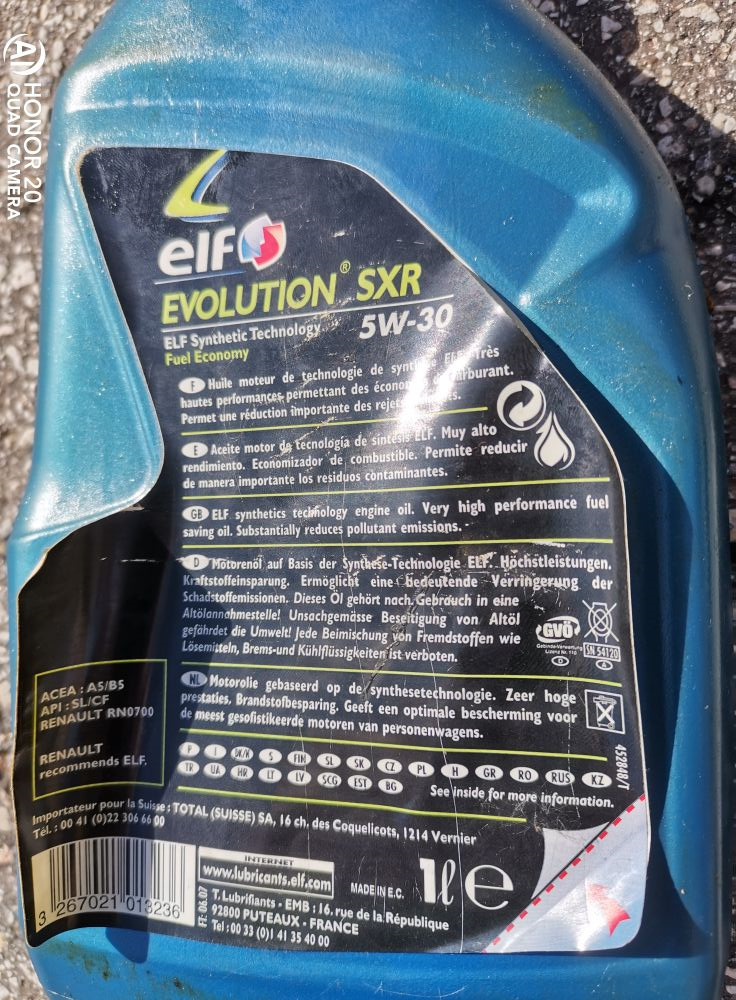 HONOR 20
QUAD CAMERA
elf
EVOLUTION® SXR
ELF Synthetic Technology
5W-30
Fuel Economy
F Huile moteur de technologie de ELF. Très
hautes performances permettant des carburant.
Permet une réduction importante des
E Aceite motor de tecnología de síntesis ELF. Muy alto
rendimiento. Economizador de combustible. Permite reducir
de manera importante los residuos contaminantes.
GB ELF synthetics technology engine oil. Very high performance fuel
saving oil. Substantially reduces pollutant emissions.
D Motorenöl auf Basis der Synthese-Technologie ELF. Höchstleistungen.
Kraftstoffeinsparung. Ermöglicht eine bedeutende Verringerung der
Schadstoffemissionen. Dieses Öl gehört nach Gebrauch in eine
Altölannahmestelle! Unsachgemässe Beseitigung von Altöl
gefährdet die Umwelt! Jede Beimischung von Fremdstoffen wie
Lösemitteln, Brems-und Kühlflüssigkeiten ist verboten.
GVÖ
Gebinde-Verwertung
Lizenz Nr. 110
D
SN 54120
A
NL Motorolie gebaseerd op de synthesetechnologie. Zeer hoge
prestaties. Brandstofbesparing. Geeft een optimale bescherming voor
de meest gesofistikeerde motoren van personenwagens.
ACEA : A5/B5
API : SL/CF
RENAULT RN0700
RENAULT
recommends ELF.
P I DK/N S FIN SL SK CZ PL H GR RO RUS KZ
TR UA HR LT LV SCG EST BG
See inside for more information.
452848/1
Importateur pour la Suisse : TOTAL (SUISSE) SA, 16 ch. des Coquelicots, 1214 Vernier
Tél. : 00 41 (0)22 306 66 00
3 267021 013236
FT: 06.07
INTERNET
www.lubricants.elf.com
MADE IN E.C.
1ℓ e
T. Lubrifiants - EMB : 16. rue de la République
92800 PUTEAUX - FRANCE
Tel : 00 33 (0)1 41 35 40 00